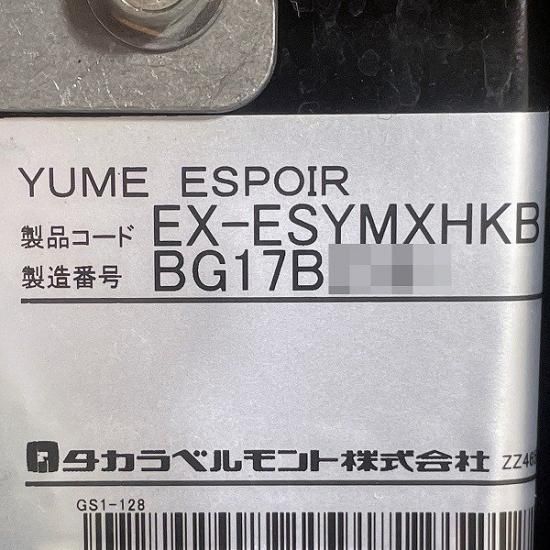 YUME ESPOIR
製品コード EX-ESYMXHKB
製造番号 BG17B
タカラベルモント株式会社
GS1-128